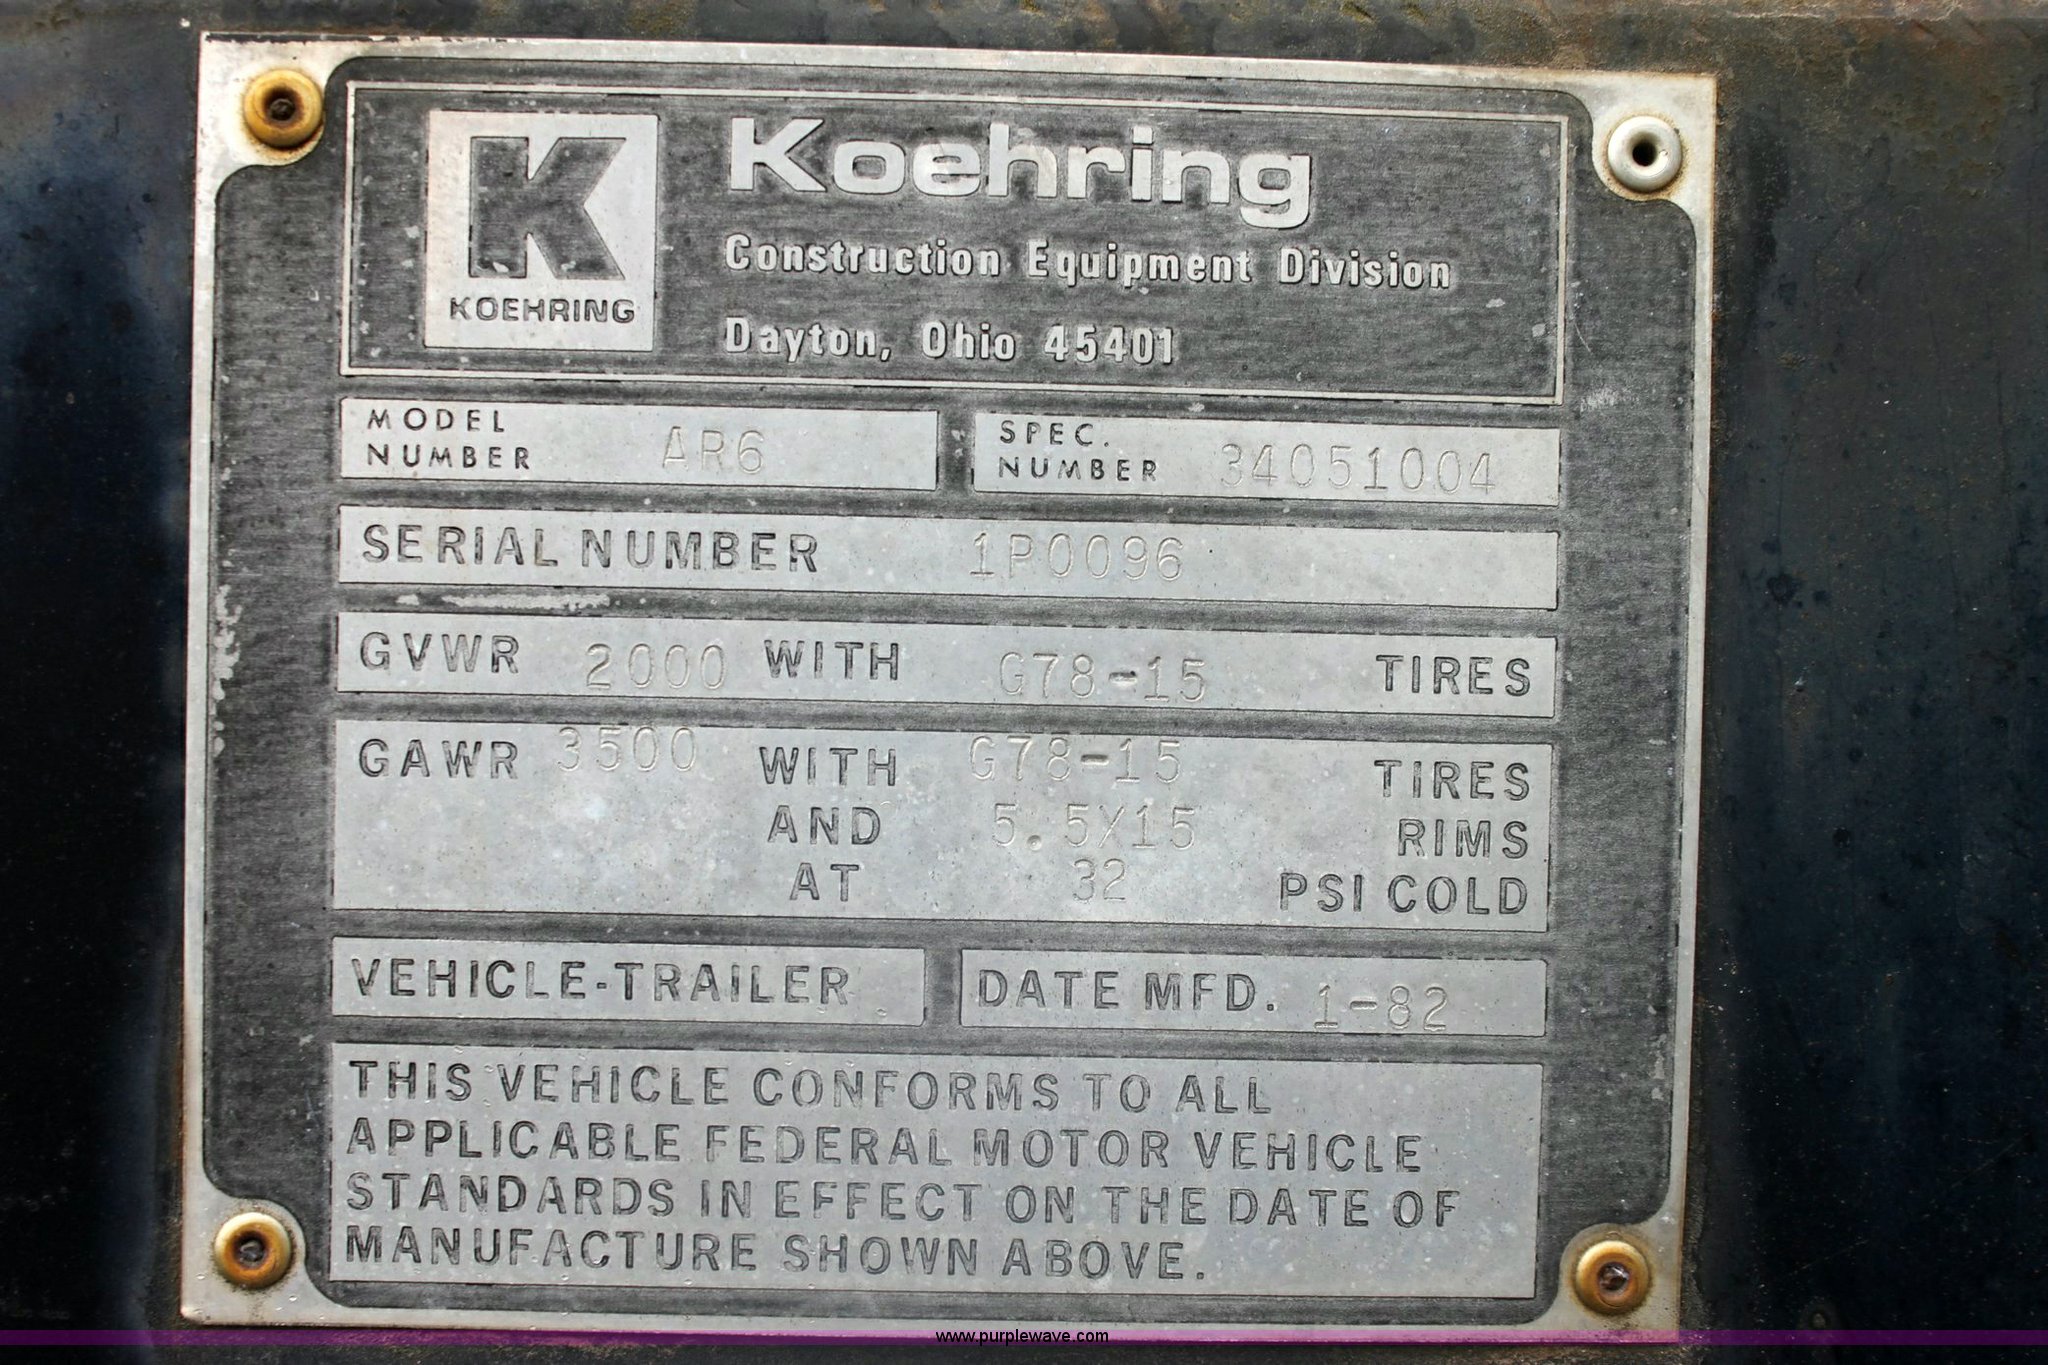 K
KOEHRING
Koehring
Construction Equipment Division
Dayton, Ohio 45401
MODEL NUMBER AR6
SPEC. NUMBER 34051004
SERIAL NUMBER 1P0096
GVWR 2000 WITH G78-15 TIRES
GAWR 3500 WITH G78-15 TIRES
AND 5.5X15 RIMS
AT 32 PSI COLD
VEHICLE-TRAILER
DATE MFD. 1-82
THIS VEHICLE CONFORMS TO ALL
APPLICABLE FEDERAL MOTOR VEHICLE
STANDARDS IN EFFECT ON THE DATE OF
MANUFACTURE SHOWN ABOVE.
www.purplewave.com